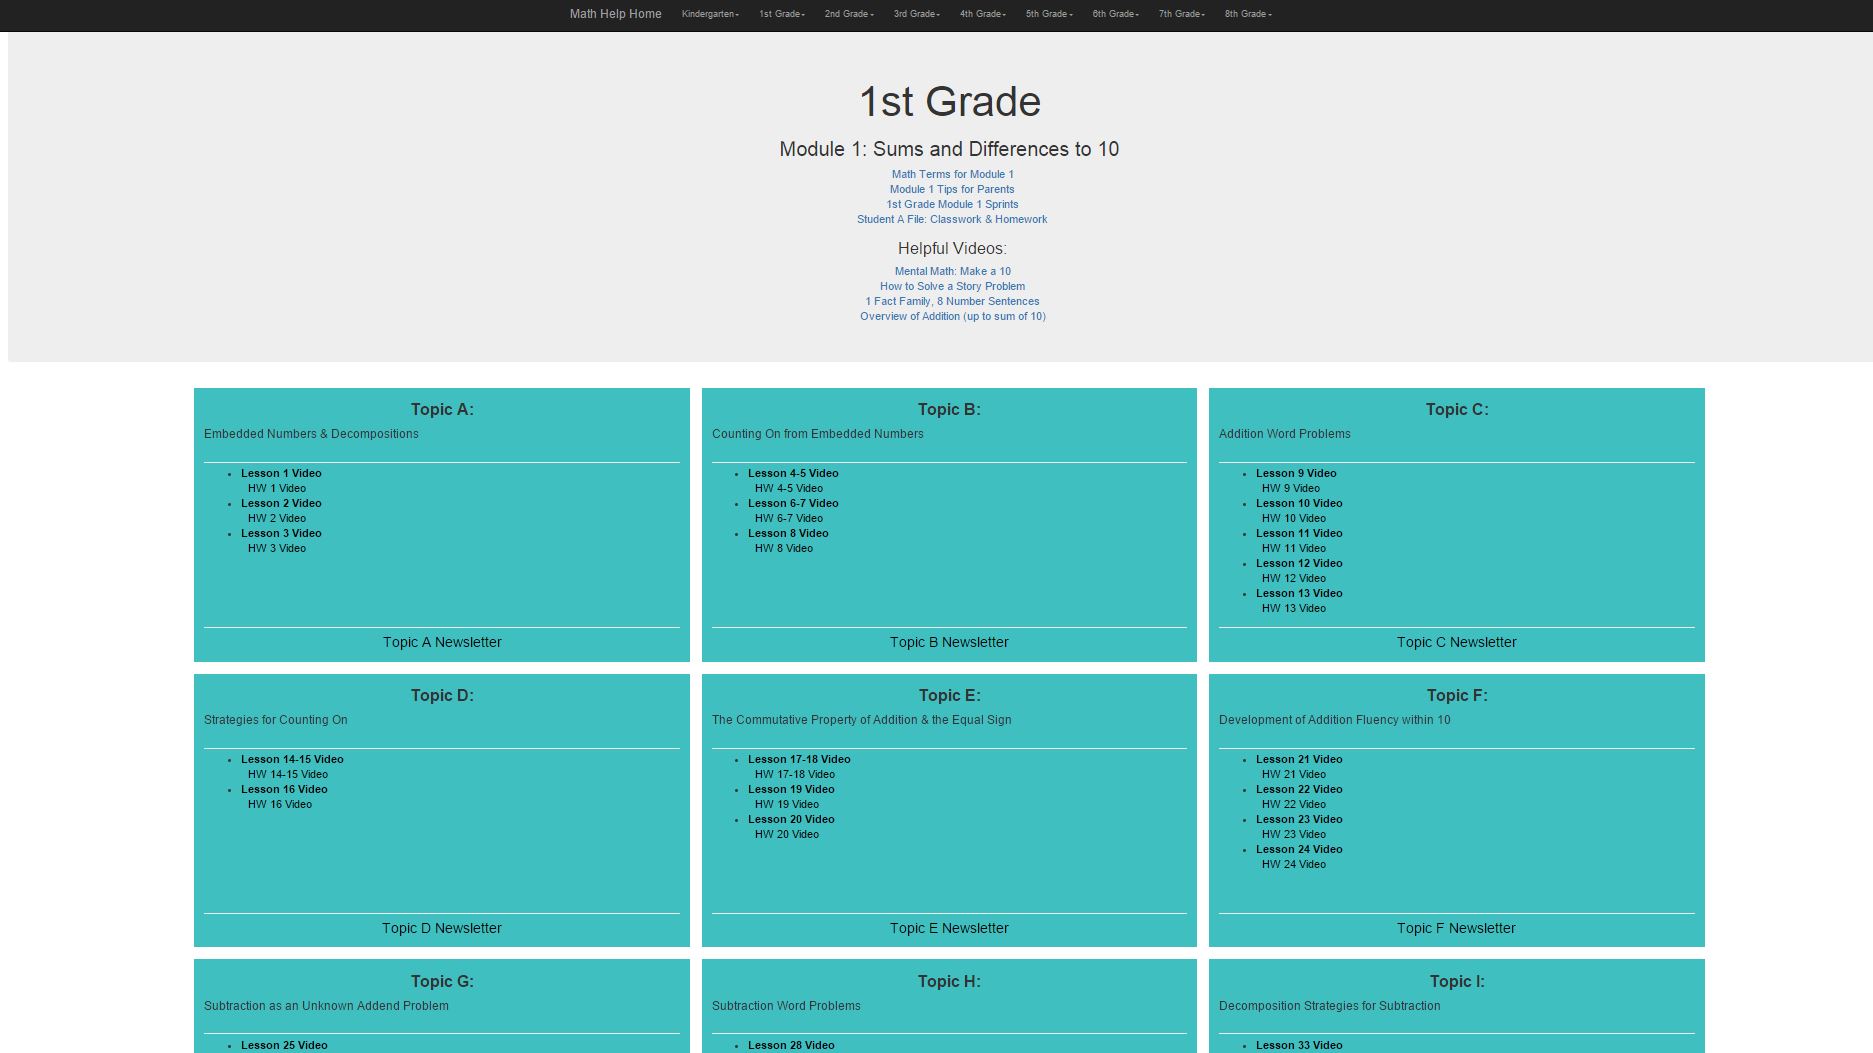 Math Help Home Kindergarten 1st Grade 2nd Grade 3rd Grade 4th Grade 5th Grade 6th Grade 7th Grade 8th Grade
1st Grade
Module 1: Sums and Differences to 10
Math Terms for Module 1
Module 1 Tips for Parents
1st Grade Module 1 Sprints
Student A File: Classwork & Homework
Helpful Videos:
Mental Math: Make a 10
How to Solve a Story Problem
1 Fact Family, 8 Number Sentences
Overview of Addition (up to sum of 10)
Topic A:
Embedded Numbers & Decompositions
Lesson 1 Video
HW 1 Video
Lesson 2 Video
HW 2 Video
Lesson 3 Video
HW 3 Video
Topic A Newsletter
Topic B:
Counting On from Embedded Numbers
Lesson 4-5 Video
HW 4-5 Video
Lesson 6-7 Video
HW 6-7 Video
Lesson 8 Video
HW 8 Video
Topic B Newsletter
Topic C:
Addition Word Problems
Lesson 9 Video
HW 9 Video
Lesson 10 Video
HW 10 Video
Lesson 11 Video
HW 11 Video
Lesson 12 Video
HW 12 Video
Lesson 13 Video
HW 13 Video
Topic C Newsletter
Topic D:
Strategies for Counting On
Lesson 14-15 Video
HW 14-15 Video
Lesson 16 Video
HW 16 Video
Topic D Newsletter
Topic E:
The Commutative Property of Addition & the Equal Sign
Lesson 17-18 Video
HW 17-18 Video
Lesson 19 Video
HW 19 Video
Lesson 20 Video
HW 20 Video
Topic E Newsletter
Topic F:
Development of Addition Fluency within 10
Lesson 21 Video
HW 21 Video
Lesson 22 Video
HW 22 Video
Lesson 23 Video
HW 23 Video
Lesson 24 Video
HW 24 Video
Topic F Newsletter
Topic G:
Subtraction as an Unknown Addend Problem
Lesson 25 Video
Topic H:
Subtraction Word Problems
Lesson 28 Video
Topic I:
Decomposition Strategies for Subtraction
Lesson 33 Video